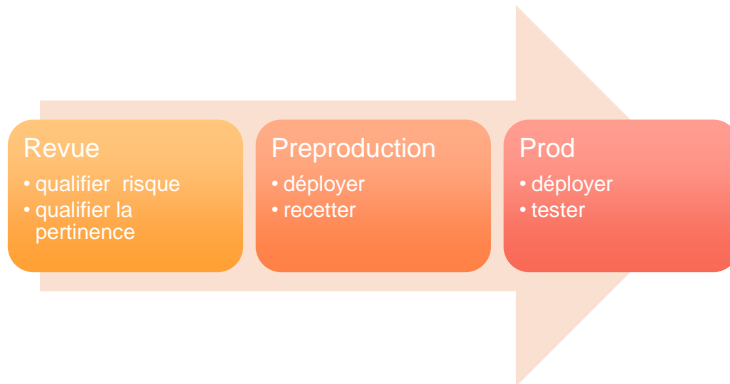 Revue
• qualifier risque
• qualifier la
pertinence
Preproduction
• déployer
• recetter
Prod
• déployer
• tester